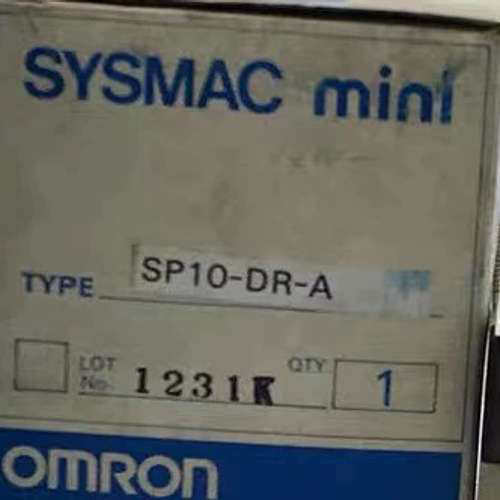 SYSMAC mini
TYPE SP10-DR-A
LOT No. 1231K QTY 1
OMRON